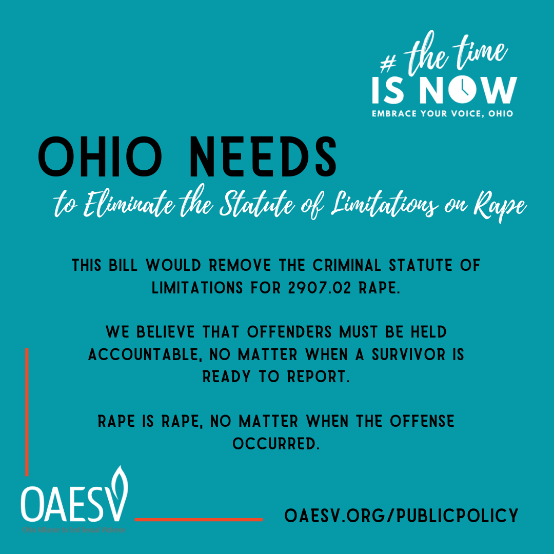 # the time
IS NOW
EMBRACE YOUR VOICE, OHIO
OHIO NEEDS
to Eliminate the Statute of Limitations on Rape
THIS BILL WOULD REMOVE THE CRIMINAL STATUTE OF
LIMITATIONS FOR 2907.02 RAPE.
WE BELIEVE THAT OFFENDERS MUST BE HELD
ACCOUNTABLE, NO MATTER WHEN A SURVIVOR IS
READY TO REPORT.
RAPE IS RAPE, NO MATTER WHEN THE OFFENSE
OCCURRED.
OAESV
OAESV.ORG/PUBLICPOLICY